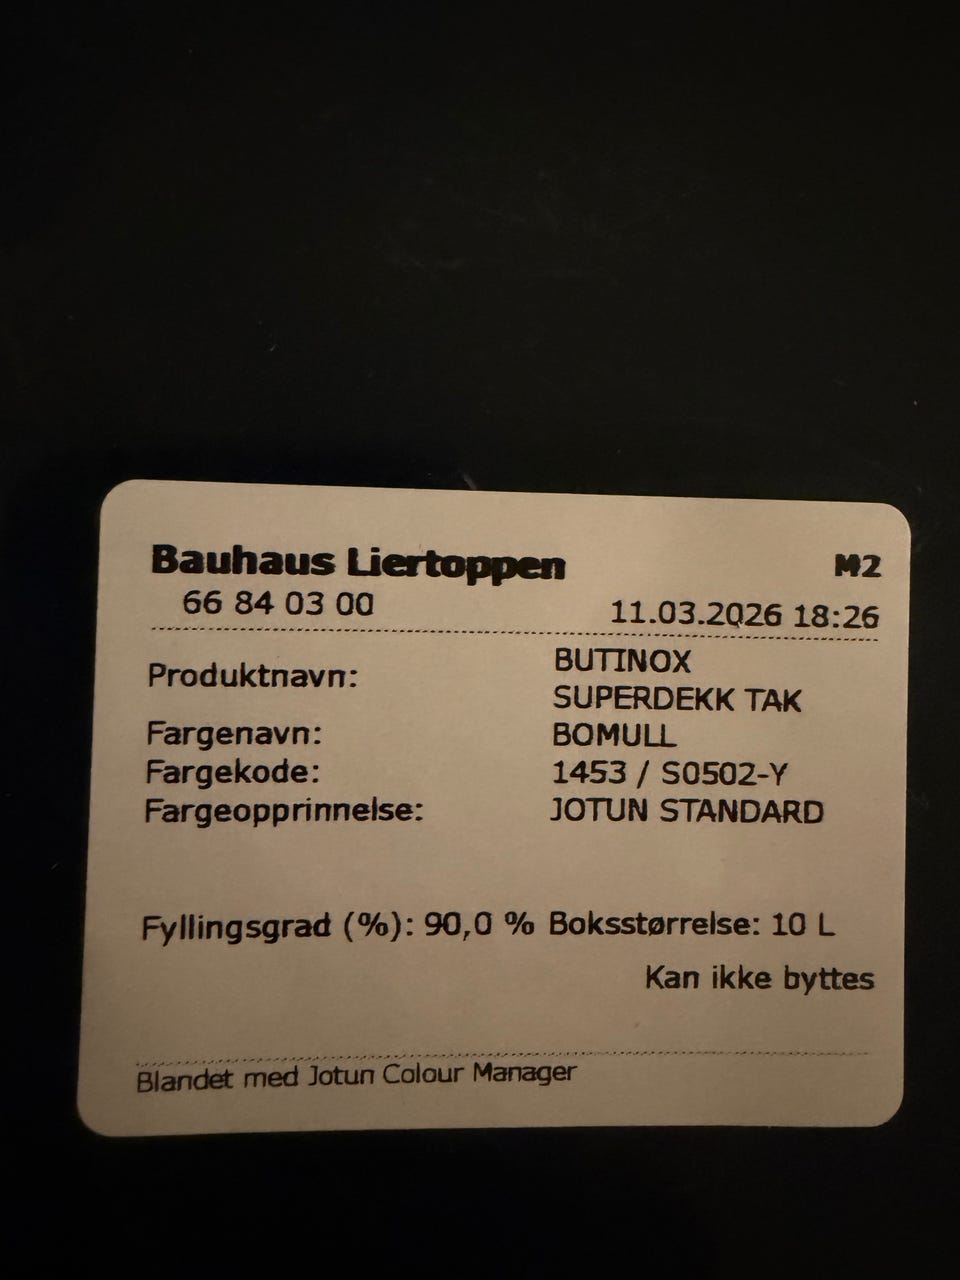 Bauhaus Liertoppen M2
66 84 03 00 11.03.2026 18:26
Produktnavn: BUTINOX
SUPERDEKK TAK
Fargenavn: BOMULL
Fargekode: 1453 / S0502-Y
Fargeopprinnelse: JOTUN STANDARD
Fyllingsgrad (%): 90,0 % Boksstørrelse: 10 L
Kan ikke byttes
Blandet med Jotun Colour Manager